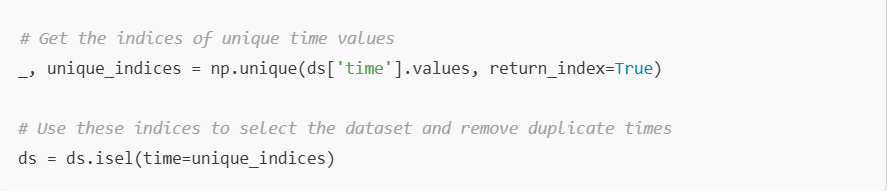 # Get the indices of unique time values
_, unique_indices = np.unique(ds['time'].values, return_index=True)
# Use these indices to select the dataset and remove duplicate times
ds = ds.isel(time=unique_indices)